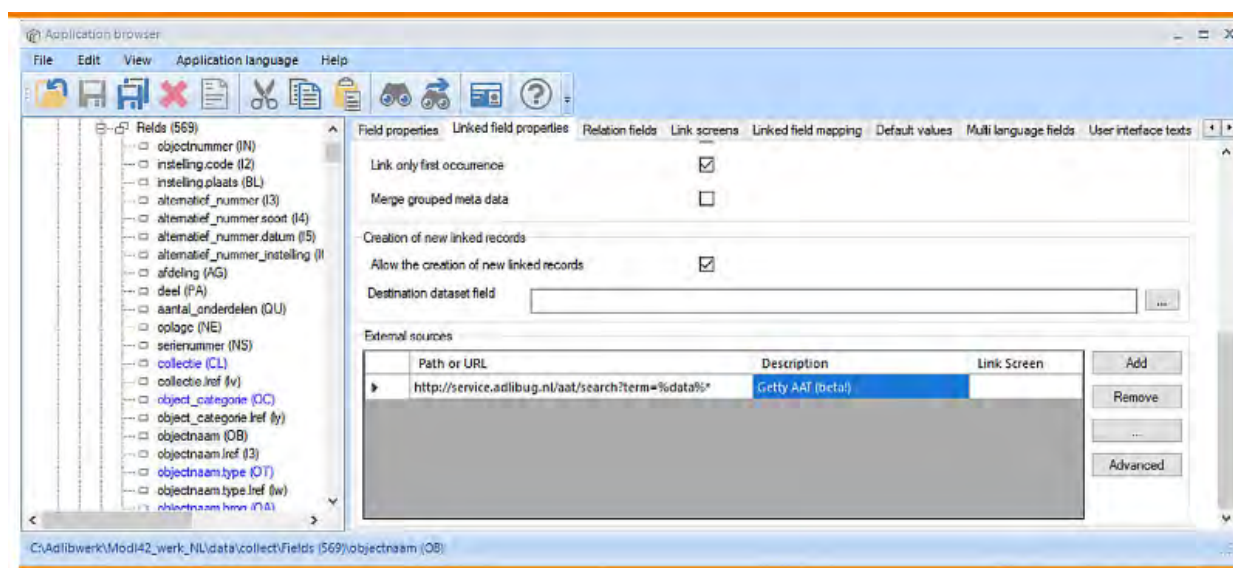 Application browser
File Edit View Application language Help
Fields (569)
objectnummer (IN)
instelling.code (I2)
instelling.plaats (BL)
alternatief_nummer (I3)
alternatief_nummer.soort (I4)
alternatief_nummer.datum (I5)
alternatief_nummer_instelling (II
afdeling (AG)
deel (PA)
aantal_onderdelen (QU)
oplage (NE)
serienummer (NS)
collectie (CL)
collectie.lref (lv)
object_categorie (OC)
object_categorie.lref (ly)
objectnaam (OB)
objectnaam.lref (l3)
objectnaam.type (OT)
objectnaam.type.lref (lw)
objectnaam.bron (OA)
Field properties Linked field properties Relation fields Link screens Linked field mapping Default values Multi language fields User interface texts
Link only first occurrence
Merge grouped meta data
Creation of new linked records
Allow the creation of new linked records
Destination dataset field ...
External sources
Path or URL Description Link Screen
http://service.adlibug.nl/aat/search?term=%data%* Getty AAT (beta!)
Add
Remove
...
Advanced
C:\Adlibwerk\Modl42_werk_NL\data\collect\Fields (569)\objectnaam (OB)